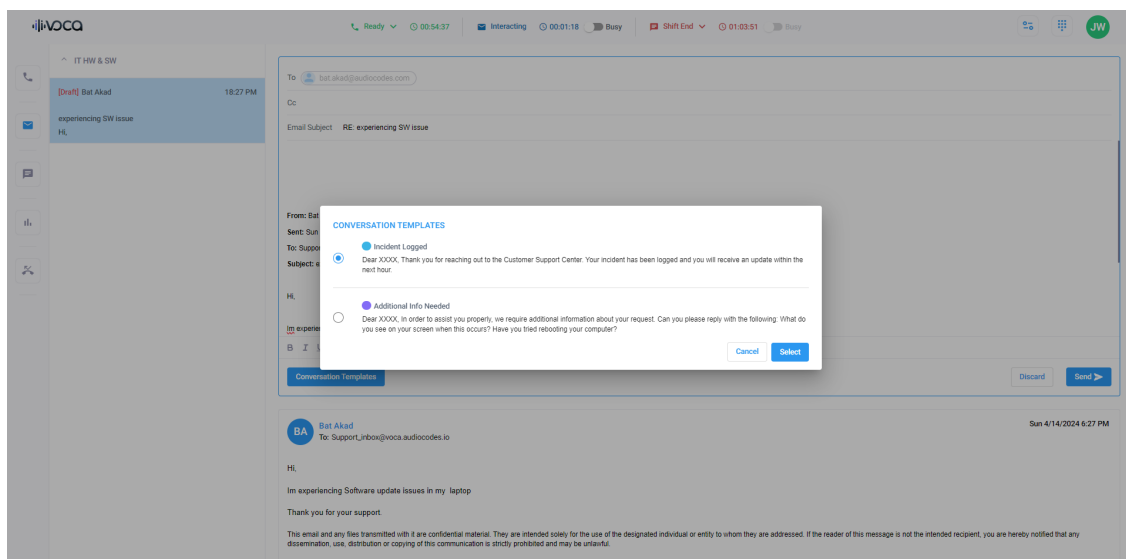 VOCA
Ready 00:54:37 Interacting 00:01:18 Busy Shift End 01:03:51 Busy
JW
IT HW & SW
[Draft] Bat Akad 18:27 PM
experiencing SW issue
Hi,
To bat.akad@audiocodes.com
Cc
Email Subject RE: experiencing SW issue
From: Bat
Sent: Sun
To: Suppo
Subject: e
Hi,
Im experie
B I
CONVERSATION TEMPLATES
Incident Logged
Dear XXXX, Thank you for reaching out to the Customer Support Center. Your incident has been logged and you will receive an update within the
next hour.
Additional Info Needed
Dear XXXX, In order to assist you properly, we require additional information about your request. Can you please reply with the following: What do
you see on your screen when this occurs? Have you tried rebooting your computer?
Cancel Select
Conversation Templates Discard Send
BA Bat Akad Sun 4/14/2024 6:27 PM
To: Support_inbox@voca.audiocodes.io
Hi,
Im experiencing Software update issues in my laptop
Thank you for your support
This email and any files transmitted with it are confidential material. They are intended solely for the use of the designated individual or entity to whom they are addressed. If the reader of this message is not the intended recipient, you are hereby notified that any
dissemination, use, distribution or copying of this communication is strictly prohibited and may be unlawful.